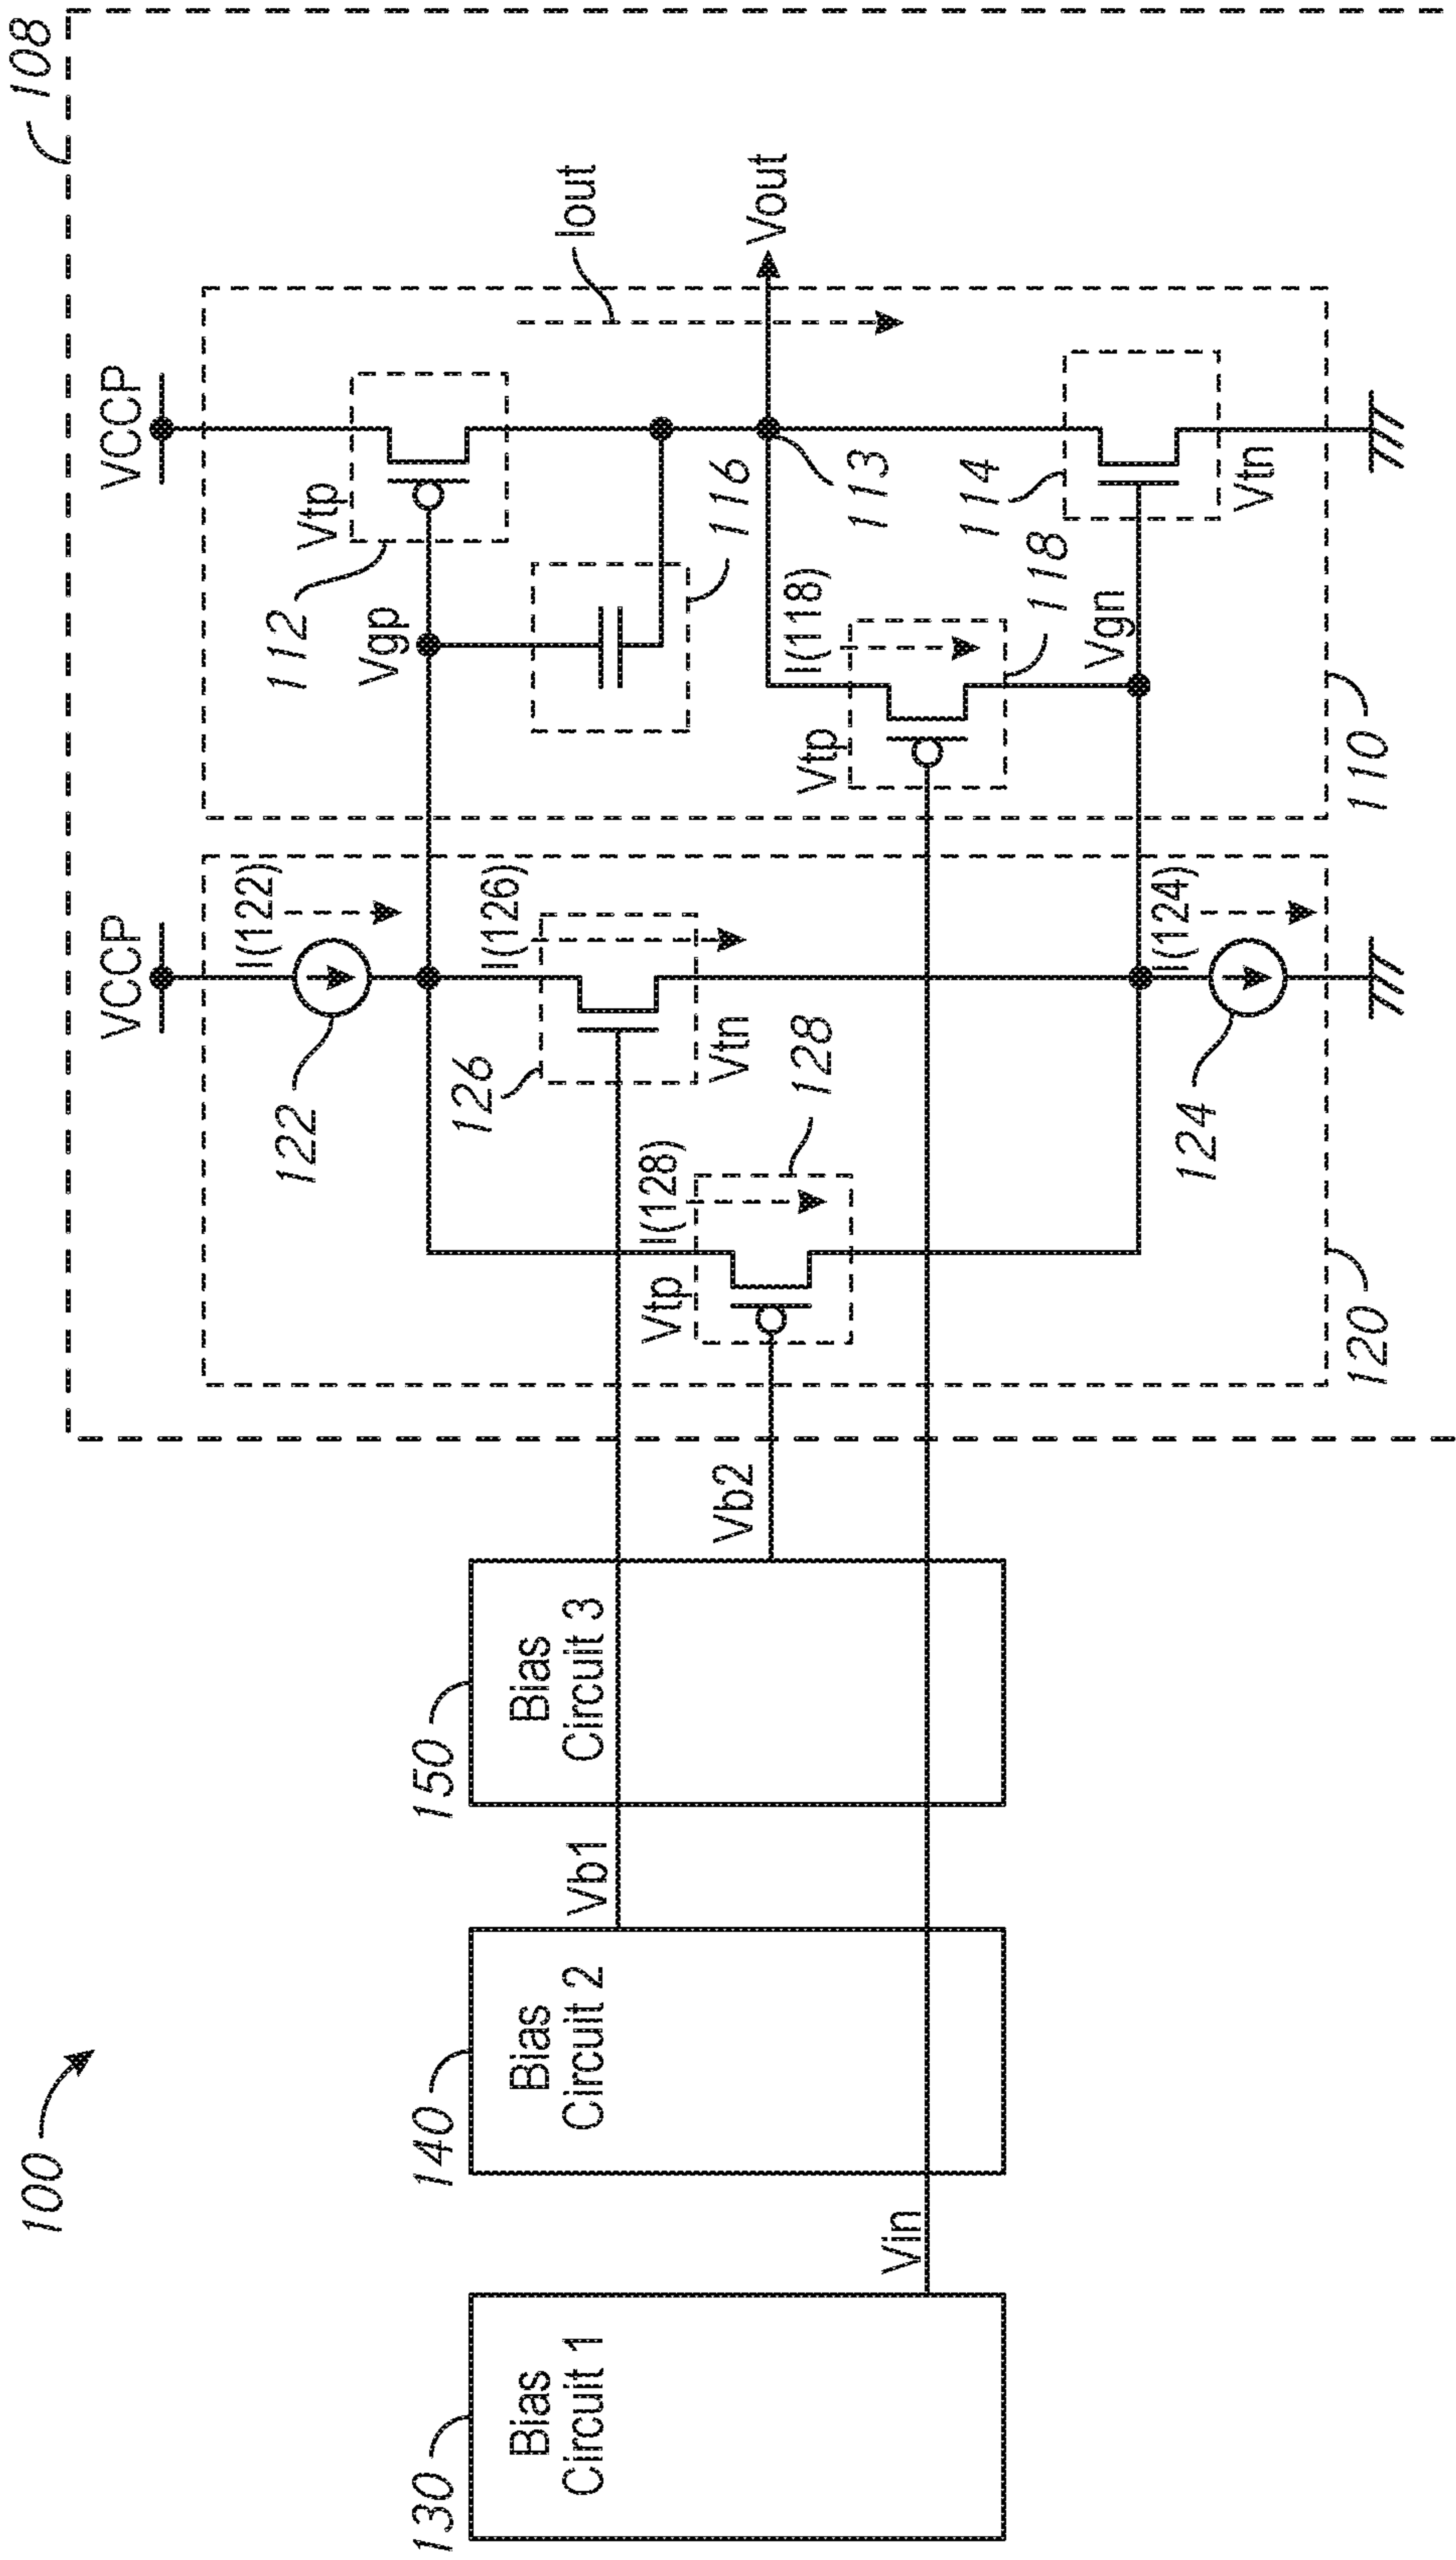 100
108
VCCP
VCCP
I(122)
122
Vtp
112
Vgp
Iout
126
I(126)
Vtn
116
Vout
113
I(128)
Vtp
128
I(118)
Vtp
118
114
Vtn
Vgn
I(124)
124
120
110
130
Bias
Circuit 1
Vin
140
Bias
Circuit 2
Vb1
150
Bias
Circuit 3
Vb2